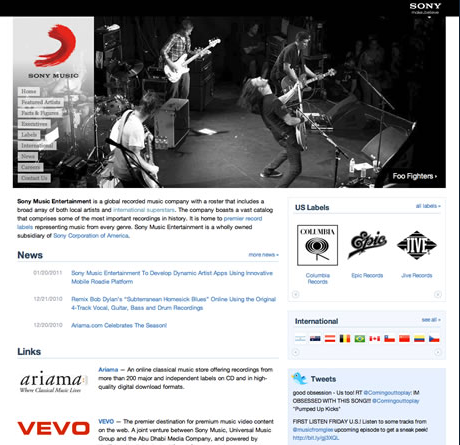 SONY
make.believe
SONY MUSIC
Home
Featured Artists
Facts & Figures
Executives
Labels
International
News
Careers
Contact Us
Foo Fighters ›
Sony Music Entertainment is a global recorded music company with a roster that includes a
broad array of both local artists and international superstars. The company boasts a vast catalog
that comprises some of the most important recordings in history. It is home to premier record
labels representing music from every genre. Sony Music Entertainment is a wholly owned
subsidiary of Sony Corporation of America.
News
more news »
01/20/2011 Sony Music Entertainment To Develop Dynamic Artist Apps Using Innovative
Mobile Roadie Platform
12/21/2010 Remix Bob Dylan's "Subterranean Homesick Blues" Online Using the Original
4-Track Vocal, Guitar, Bass and Drum Recordings
12/20/2010 Ariama.com Celebrates The Season!
Links
ariama
Where Classical Music Lives
Ariama — An online classical music store offering recordings from
more than 200 major and independent labels on CD and in high-
quality digital download formats.
VEVO
VEVO — The premier destination for premium music video content
on the web. A joint venture between Sony Music, Universal Music
Group and the Abu Dhabi Media Company, and powered by
US Labels
all labels »
COLUMBIA
Epic
JIVE
Columbia
Records
Epic Records
Jive Records
International
see all »
Tweets
good obsession - Us too! RT @Comingouttoplay: IM
OBSESSED WITH THIS SONG!!! @Comingouttoplay
"Pumped Up Kicks"
FIRST LISTEN FRIDAY U.S.! Listen to some tracks from
@musicfromglee upcoming episode to get a sneak peek!
http://bit.ly/gj3XQL